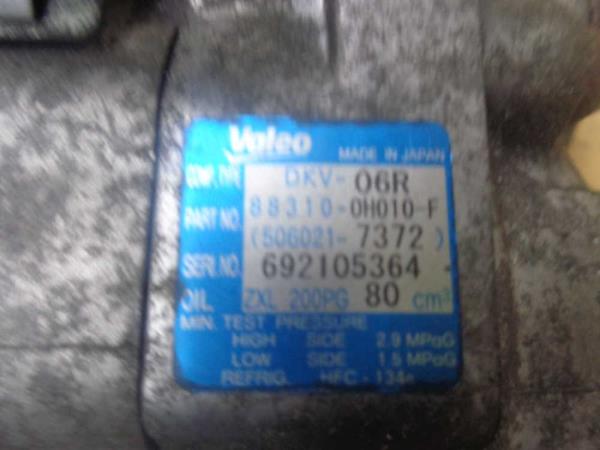 Valeo
MADE IN JAPAN
COMP. TYPE DKV-06R
PART NO. 88310-0H010-F
(506021-7372)
SERI.NO. 692105364
OIL ZXL 200PG 80 cm³
MIN. TEST PRESSURE
HIGH SIDE 2.9 MPaG
LOW SIDE 1.5 MPaG
REFRIG. HFC-134a